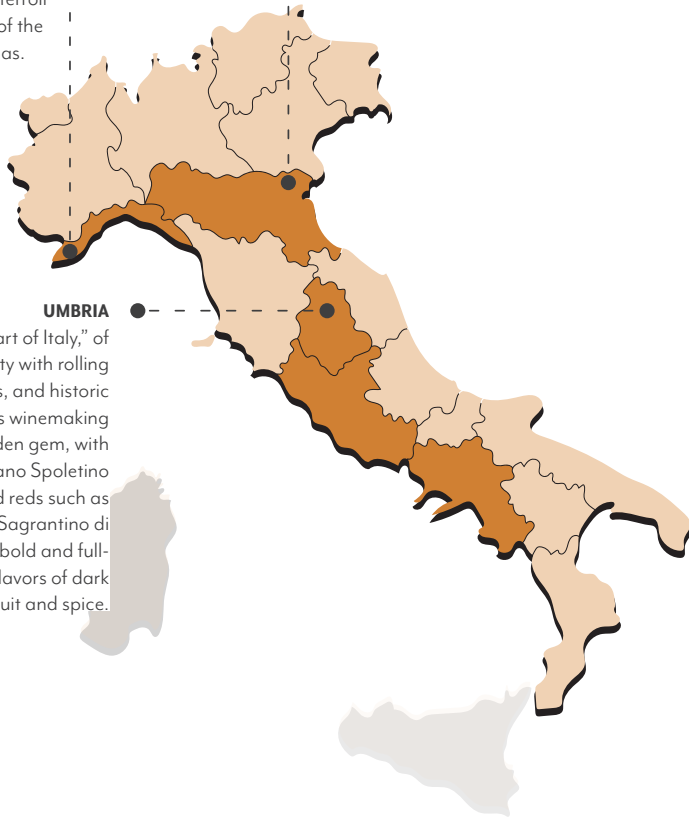 of the
as.
UMBRIA
art of Italy,” of
ty with rolling
s, and historic
s winemaking
den gem, with
ano Spoletino
d reds such as
Sagrantino di
bold and full-
lavors of dark
uit and spice.